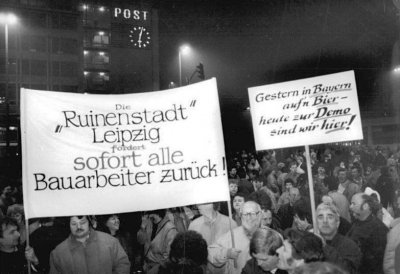 POST
Die
"Ruinenstadt"
Leipzig
fordert
sofort alle
Bauarbeiter zurück!
Gestern in Bayern
auf'n Bier -
heute zur Demo
sind wir hier!